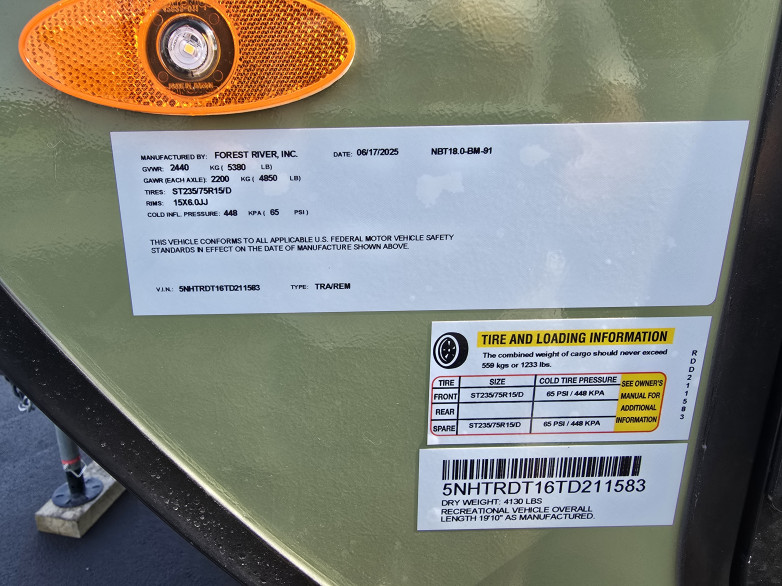 MANUFACTURED BY: FOREST RIVER, INC. DATE: 06/17/2025 NBT18.0-BM-91
GVWR: 2440 KG ( 5380 LB)
GAWR (EACH AXLE): 2200 KG ( 4850 LB)
TIRES: ST235/75R15/D
RIMS: 15X6.0JJ
COLD INFL. PRESSURE: 448 KPA ( 65 PSI )
THIS VEHICLE CONFORMS TO ALL APPLICABLE U.S. FEDERAL MOTOR VEHICLE SAFETY
STANDARDS IN EFFECT ON THE DATE OF MANUFACTURE SHOWN ABOVE.
V.I.N.: 5NHTRDT16TD211583 TYPE: TRA/REM
TIRE AND LOADING INFORMATION
The combined weight of cargo should never exceed
559 kgs or 1233 lbs.
TIRE SIZE COLD TIRE PRESSURE
FRONT ST235/75R15/D 65 PSI / 448 KPA
REAR
SPARE ST235/75R15/D 65 PSI / 448 KPA
SEE OWNER'S
MANUAL FOR
ADDITIONAL
INFORMATION
RDD211583
5NHTRDT16TD211583
DRY WEIGHT: 4130 LBS
RECREATIONAL VEHICLE OVERALL
LENGTH 19'10" AS MANUFACTURED.